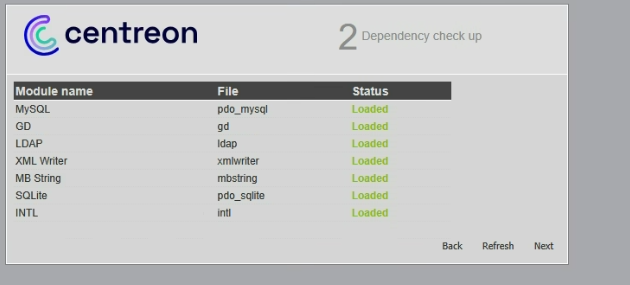 centreon
2 Dependency check up
Module name File Status
MySQL pdo_mysql Loaded
GD gd Loaded
LDAP ldap Loaded
XML Writer xmlwriter Loaded
MB String mbstring Loaded
SQLite pdo_sqlite Loaded
INTL intl Loaded
Back Refresh Next